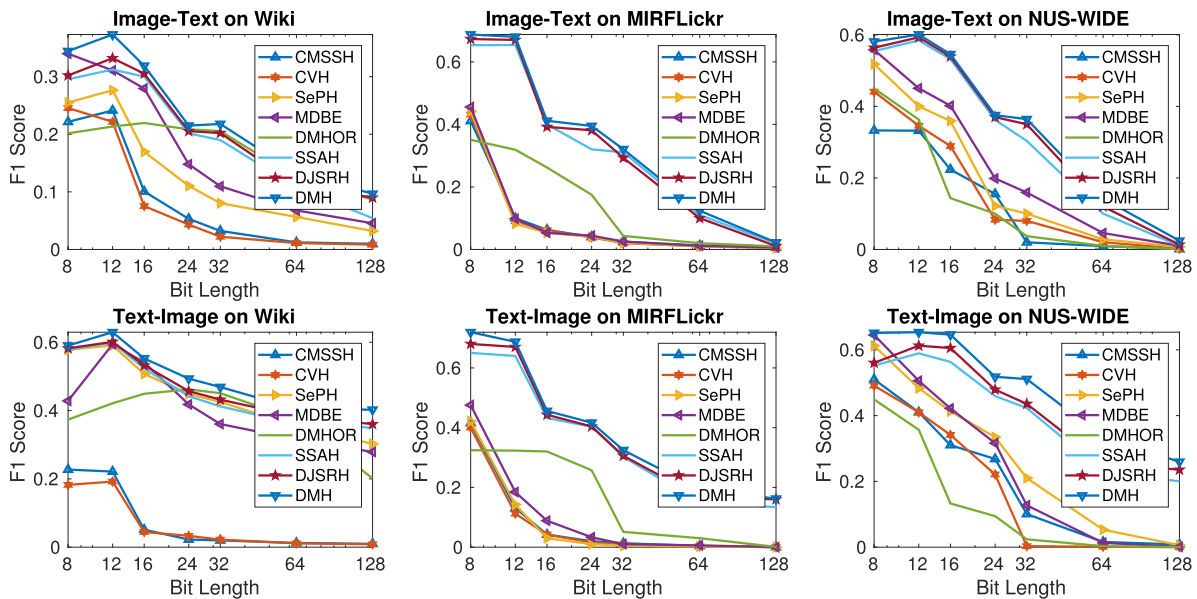 Image-Text on Wiki
F1 Score
0.3
0.2
0.1
0
CMSSH
CVH
SePH
MDBE
DMHOR
SSAH
DJSRH
DMH
8 12 16 24 32 64 128
Bit Length
Image-Text on MIRFLickr
F1 Score
0.6
0.4
0.2
0
CMSSH
CVH
SePH
MDBE
DMHOR
SSAH
DJSRH
DMH
8 12 16 24 32 64 128
Bit Length
Image-Text on NUS-WIDE
F1 Score
0.6
0.4
0.2
0
CMSSH
CVH
SePH
MDBE
DMHOR
SSAH
DJSRH
DMH
8 12 16 24 32 64 128
Bit Length
Text-Image on Wiki
F1 Score
0.6
0.4
0.2
0
CMSSH
CVH
SePH
MDBE
DMHOR
SSAH
DJSRH
DMH
8 12 16 24 32 64 128
Bit Length
Text-Image on MIRFLickr
F1 Score
0.6
0.4
0.2
0
CMSSH
CVH
SePH
MDBE
DMHOR
SSAH
DJSRH
DMH
8 12 16 24 32 64 128
Bit Length
Text-Image on NUS-WIDE
F1 Score
0.6
0.4
0.2
0
CMSSH
CVH
SePH
MDBE
DMHOR
SSAH
DJSRH
DMH
8 12 16 24 32 64 128
Bit Length